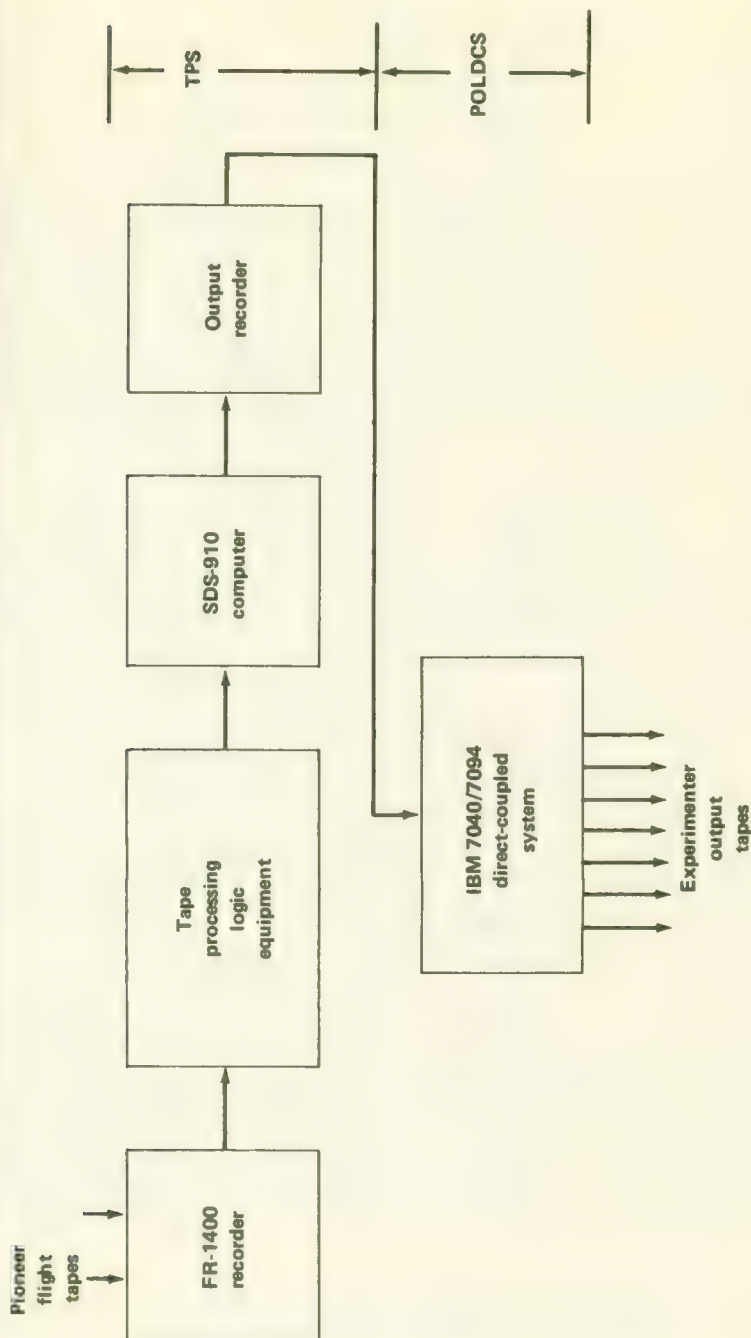 Pioneer
flight
tapes
FR-1400
recorder
Tape
processing
logic
equipment
SDS-910
computer
Output
recorder
TPS
IBM 7040/7094
direct-coupled
system
POLDCS
Experimenter
output
tapes